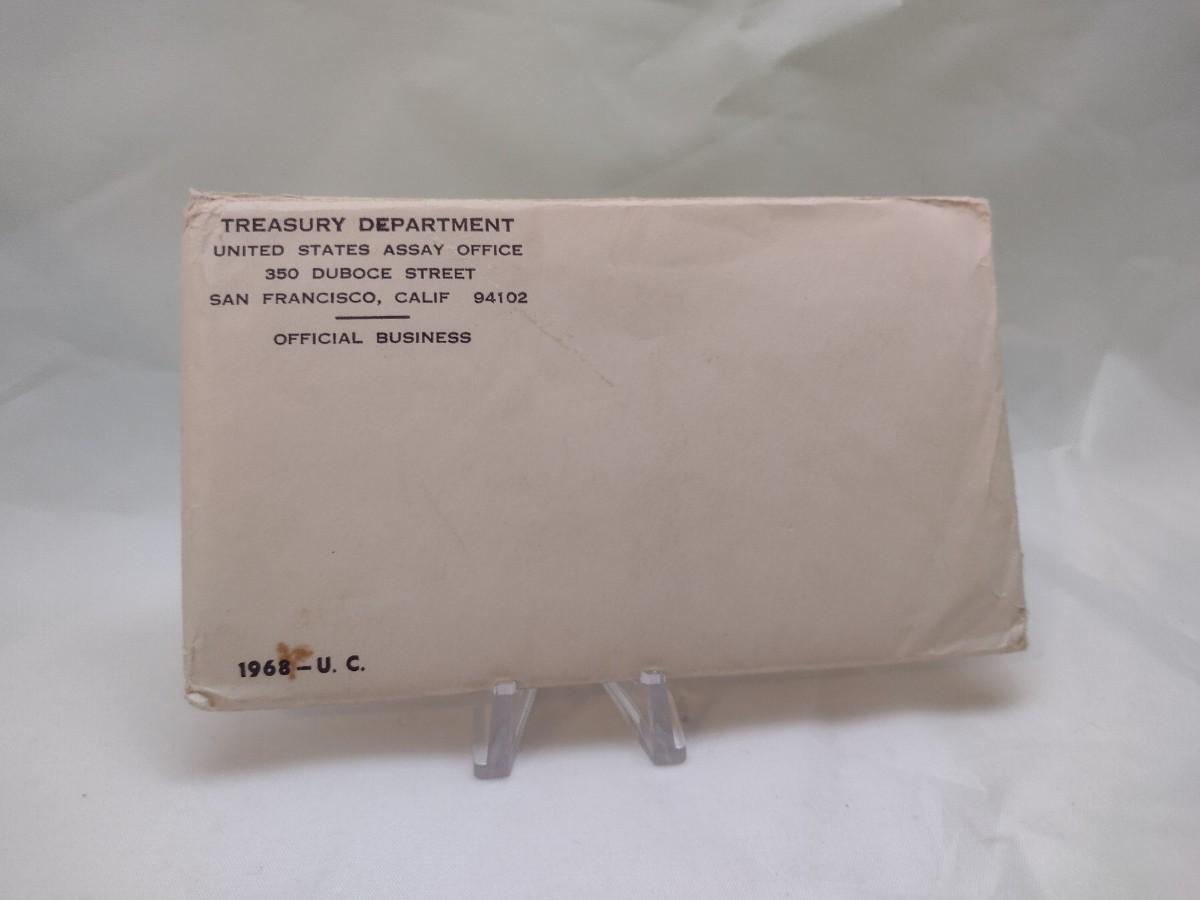 TREASURY DEPARTMENT
UNITED STATES ASSAY OFFICE
350 DUBOCE STREET
SAN FRANCISCO, CALIF 94102
OFFICIAL BUSINESS
1968 – U. C.